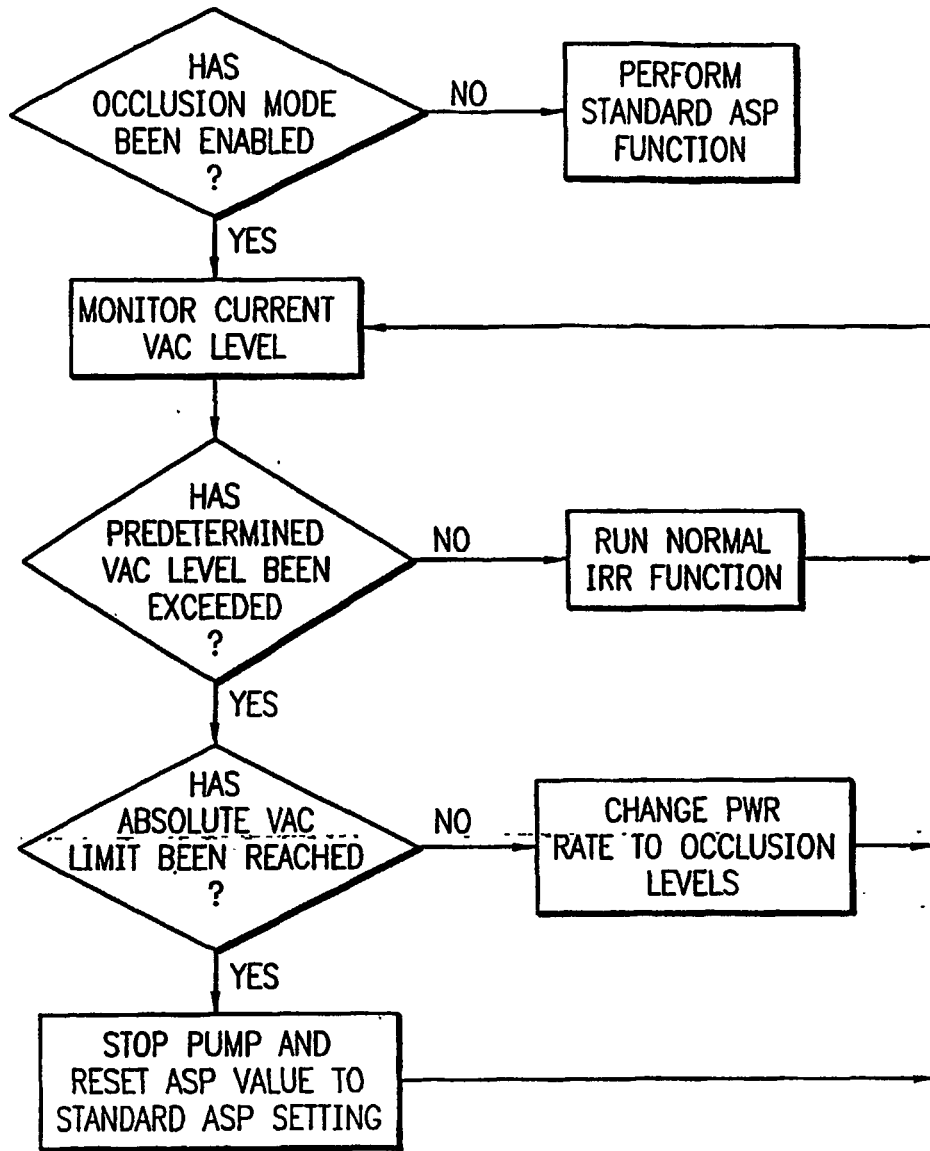 HAS
OCCLUSION MODE
BEEN ENABLED
?
NO
PERFORM
STANDARD ASP
FUNCTION
YES
MONITOR CURRENT
VAC LEVEL
HAS
PREDETERMINED
VAC LEVEL BEEN
EXCEEDED
?
NO
RUN NORMAL
IRR FUNCTION
YES
HAS
ABSOLUTE VAC
LIMIT BEEN REACHED
?
NO
CHANGE PWR
RATE TO OCCLUSION
LEVELS
YES
STOP PUMP AND
RESET ASP VALUE TO
STANDARD ASP SETTING